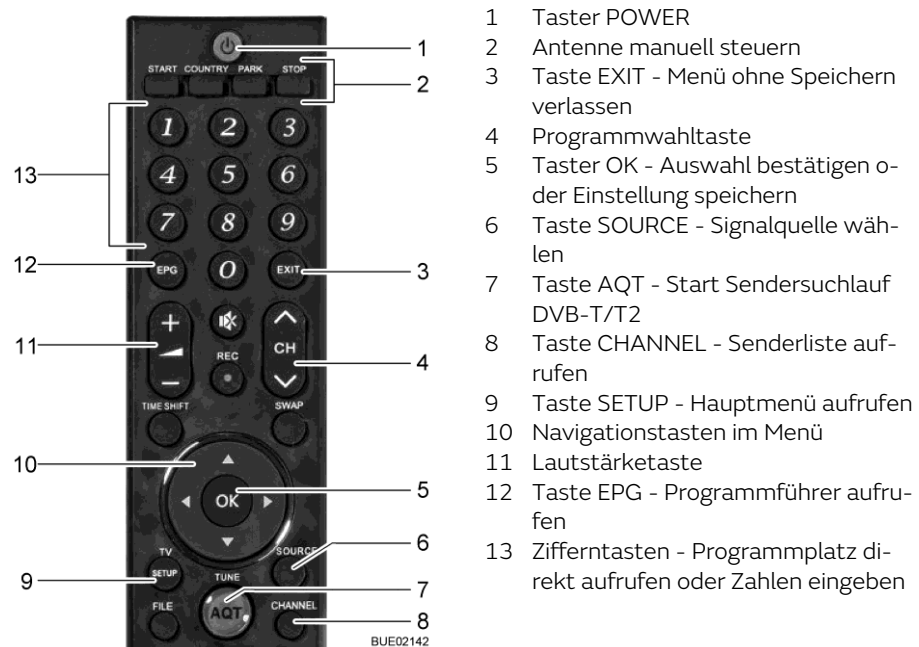 1
START COUNTRY PARK STOP
2
1 2 3
4 5 6
13
7 8 9
12
EPG 0 EXIT
3
+
11
CH
4
REC
−
TIME SHIFT SWAP
10
OK
5
SOURCE
6
TV
SETUP
9
TUNE
7
AQT
FILE
CHANNEL
8
BUE02142
1 Taster POWER
2 Antenne manuell steuern
3 Taste EXIT - Menü ohne Speichern
verlassen
4 Programmwahltaste
5 Taster OK - Auswahl bestätigen o-
der Einstellung speichern
6 Taste SOURCE - Signalquelle wäh-
len
7 Taste AQT - Start Sendersuchlauf
DVB-T/T2
8 Taste CHANNEL - Senderliste auf-
rufen
9 Taste SETUP - Hauptmenü aufrufen
10 Navigationstasten im Menü
11 Lautstärketaste
12 Taste EPG - Programmführer aufru-
fen
13 Zifferntasten - Programmplatz di-
rekt aufrufen oder Zahlen eingeben